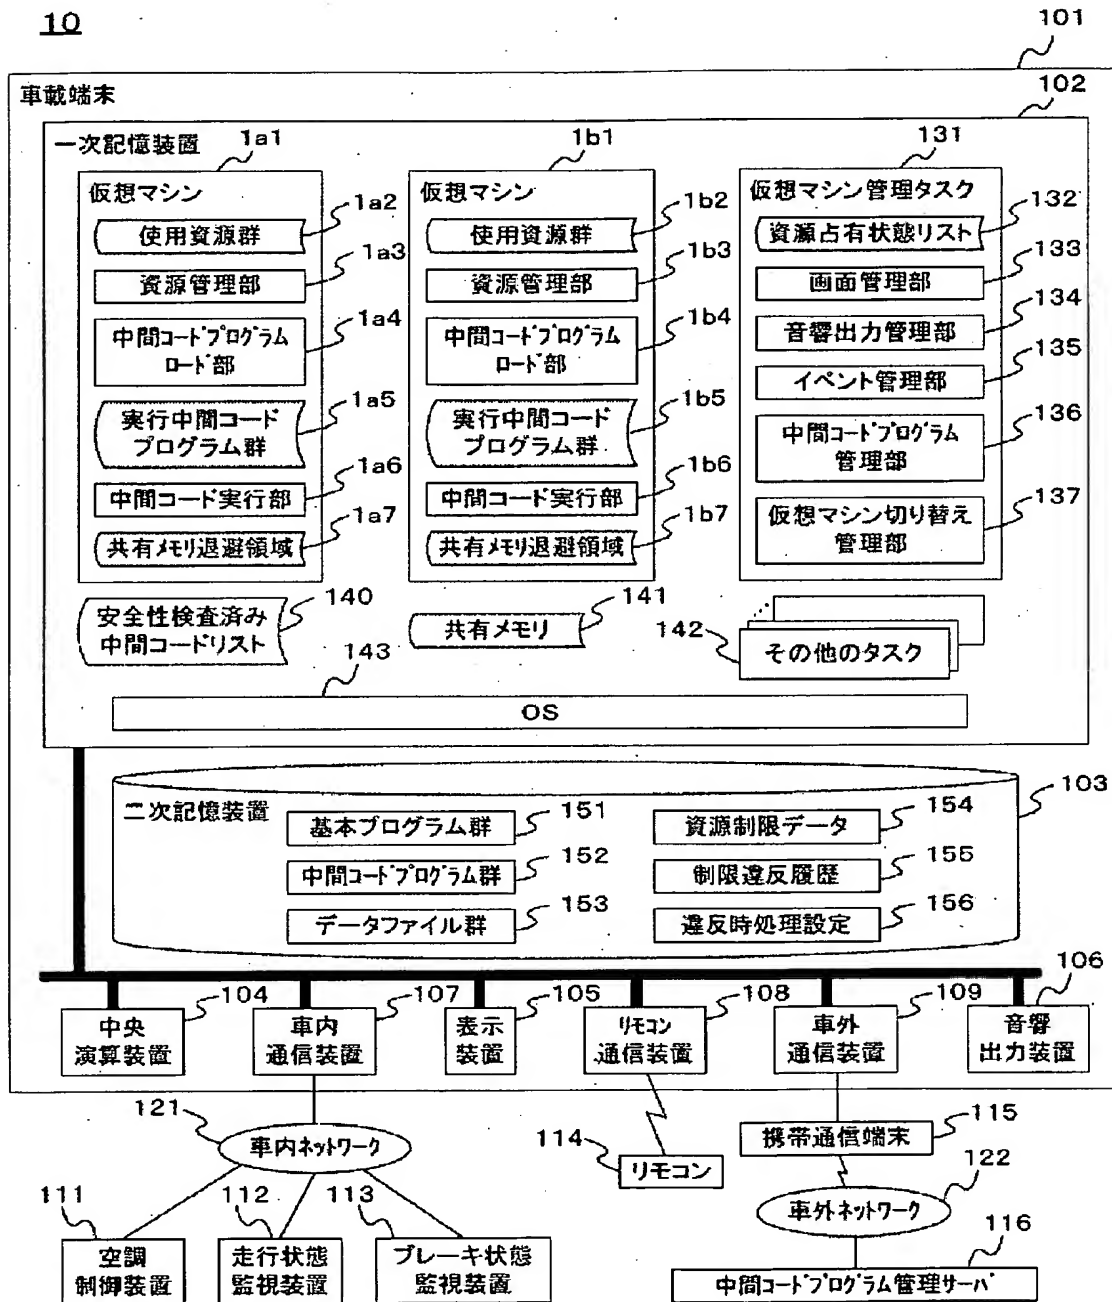 10
101
車載端末
102
一次記憶装置
1a1
仮想マシン
使用資源群
1a2
資源管理部
1a3
中間コードプログラム
ロード部
1a4
実行中間コード
プログラム群
1a5
中間コード実行部
1a6
共有メモリ退避領域
1a7
1b1
仮想マシン
使用資源群
1b2
資源管理部
1b3
中間コードプログラム
ロード部
1b4
実行中間コード
プログラム群
1b5
中間コード実行部
1b6
共有メモリ退避領域
1b7
131
仮想マシン管理タスク
資源占有状態リスト
132
画面管理部
133
音響出力管理部
134
イベント管理部
135
中間コードプログラム
管理部
136
仮想マシン切り替え
管理部
137
安全性検査済み
中間コードリスト
140
共有メモリ
141
142
その他のタスク
143
OS
103
二次記憶装置
基本プログラム群
151
中間コードプログラム群
152
データファイル群
153
資源制限データ
154
制限違反履歴
155
違反時処理設定
156
中央
演算装置
104
車内
通信装置
107
表示
装置
105
リモコン
通信装置
108
車外
通信装置
109
音響
出力装置
106
121
車内ネットワーク
114
リモコン
115
携帯通信端末
122
車外ネットワーク
111
空調
制御装置
112
走行状態
監視装置
113
ブレーキ状態
監視装置
116
中間コードプログラム管理サーバ